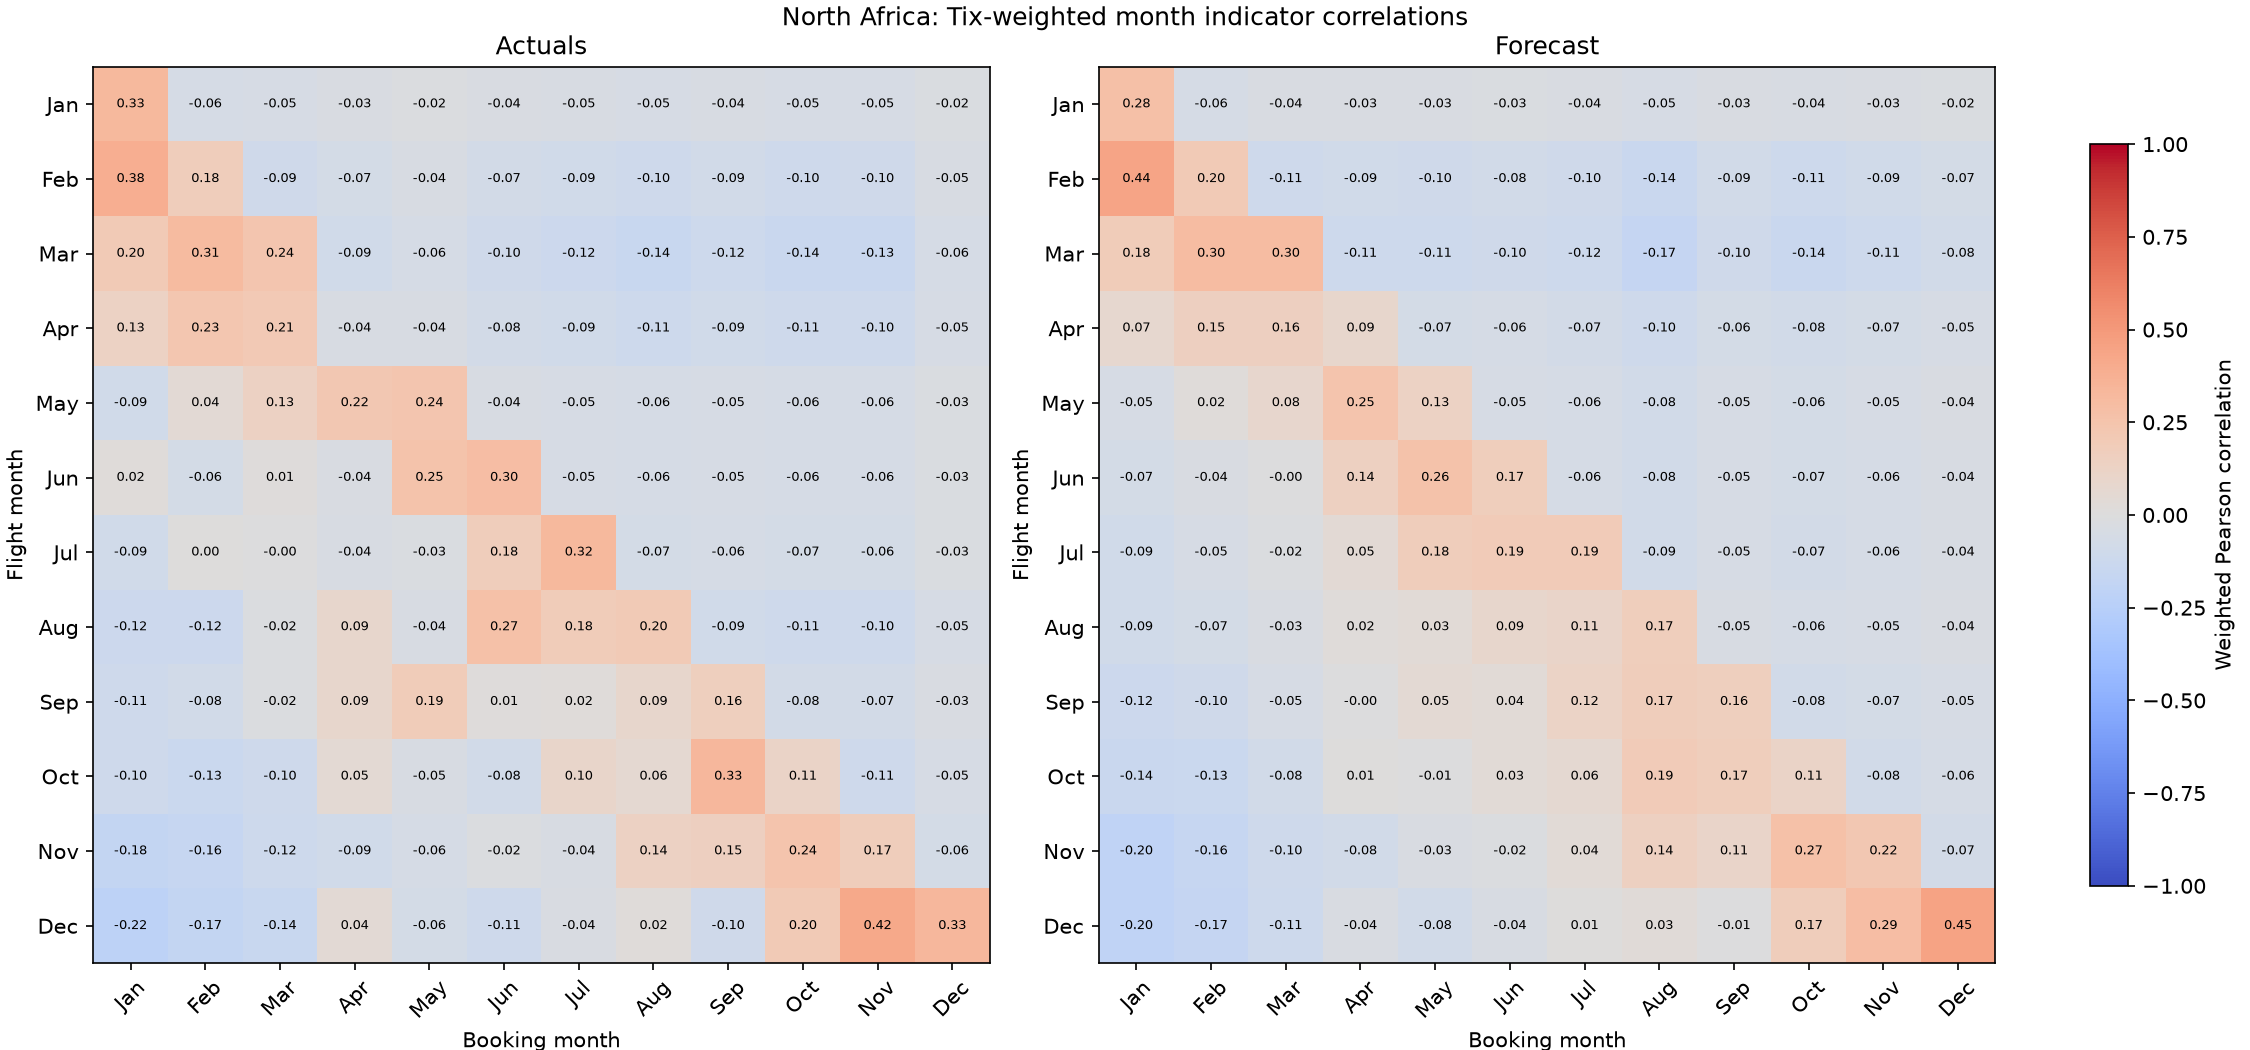 North Africa: Tix-weighted month indicator correlations
Actuals
Jan 0.33 -0.06 -0.05 -0.03 -0.02 -0.04 -0.05 -0.05 -0.04 -0.05 -0.05 -0.02
Feb 0.38 0.18 -0.09 -0.07 -0.04 -0.07 -0.09 -0.10 -0.09 -0.10 -0.10 -0.05
Mar 0.20 0.31 0.24 -0.09 -0.06 -0.10 -0.12 -0.14 -0.12 -0.14 -0.13 -0.06
Apr 0.13 0.23 0.21 -0.04 -0.04 -0.08 -0.09 -0.11 -0.09 -0.11 -0.10 -0.05
May -0.09 0.04 0.13 0.22 0.24 -0.04 -0.05 -0.06 -0.05 -0.06 -0.06 -0.03
Jun 0.02 -0.06 0.01 -0.04 0.25 0.30 -0.05 -0.06 -0.05 -0.06 -0.06 -0.03
Jul -0.09 0.00 -0.00 -0.04 -0.03 0.18 0.32 -0.07 -0.06 -0.07 -0.06 -0.03
Aug -0.12 -0.12 -0.02 0.09 -0.04 0.27 0.18 0.20 -0.09 -0.11 -0.10 -0.05
Sep -0.11 -0.08 -0.02 0.09 0.19 0.01 0.02 0.09 0.16 -0.08 -0.07 -0.03
Oct -0.10 -0.13 -0.10 0.05 -0.05 -0.08 0.10 0.06 0.33 0.11 -0.11 -0.05
Nov -0.18 -0.16 -0.12 -0.09 -0.06 -0.02 -0.04 0.14 0.15 0.24 0.17 -0.06
Dec -0.22 -0.17 -0.14 0.04 -0.06 -0.11 -0.04 0.02 -0.10 0.20 0.42 0.33
Jan Feb Mar Apr May Jun Jul Aug Sep Oct Nov Dec
Booking month
Flight month
Forecast
Jan 0.28 -0.06 -0.04 -0.03 -0.03 -0.03 -0.04 -0.05 -0.03 -0.04 -0.03 -0.02
Feb 0.44 0.20 -0.11 -0.09 -0.10 -0.08 -0.10 -0.14 -0.09 -0.11 -0.09 -0.07
Mar 0.18 0.30 0.30 -0.11 -0.11 -0.10 -0.12 -0.17 -0.10 -0.14 -0.11 -0.08
Apr 0.07 0.15 0.16 0.09 -0.07 -0.06 -0.07 -0.10 -0.06 -0.08 -0.07 -0.05
May -0.05 0.02 0.08 0.25 0.13 -0.05 -0.06 -0.08 -0.05 -0.06 -0.05 -0.04
Jun -0.07 -0.04 -0.00 0.14 0.26 0.17 -0.06 -0.08 -0.05 -0.07 -0.06 -0.04
Jul -0.09 -0.05 -0.02 0.05 0.18 0.19 0.19 -0.09 -0.05 -0.07 -0.06 -0.04
Aug -0.09 -0.07 -0.03 0.02 0.03 0.09 0.11 0.17 -0.05 -0.06 -0.05 -0.04
Sep -0.12 -0.10 -0.05 -0.00 0.05 0.04 0.12 0.17 0.16 -0.08 -0.07 -0.05
Oct -0.14 -0.13 -0.08 0.01 -0.01 0.03 0.06 0.19 0.17 0.11 -0.08 -0.06
Nov -0.20 -0.16 -0.10 -0.08 -0.03 -0.02 0.04 0.14 0.11 0.27 0.22 -0.07
Dec -0.20 -0.17 -0.11 -0.04 -0.08 -0.04 0.01 0.03 -0.01 0.17 0.29 0.45
Jan Feb Mar Apr May Jun Jul Aug Sep Oct Nov Dec
Booking month
Flight month
1.00
0.75
0.50
0.25
0.00
−0.25
−0.50
−0.75
−1.00
Weighted Pearson correlation